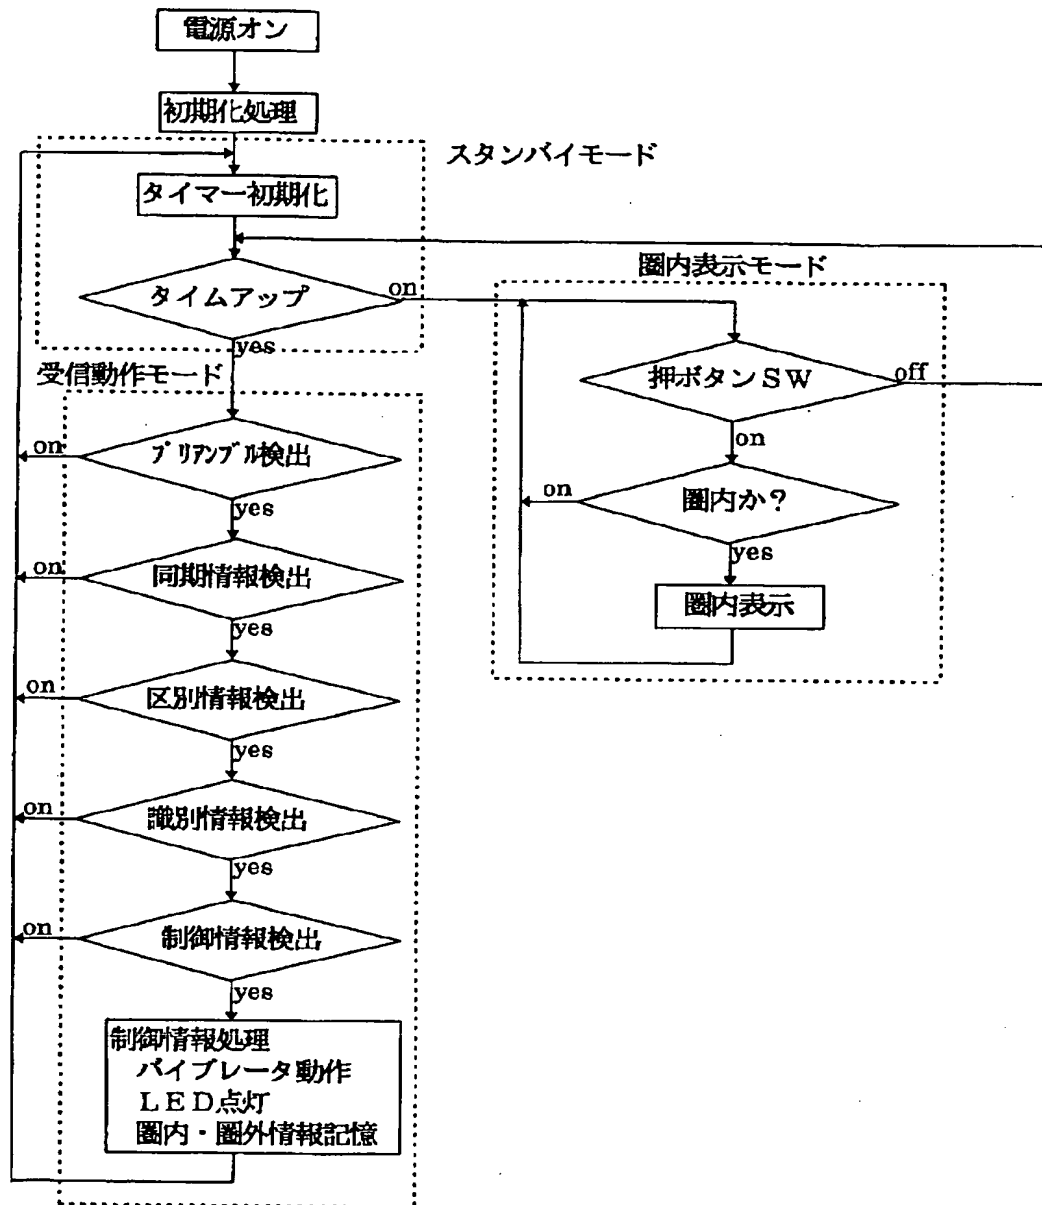 電源オン
初期化処理
スタンバイモード
タイマー初期化
タイムアップ
on
yes
圏内表示モード
押ボタンSW
off
on
圏内か?
on
yes
圏内表示
受信動作モード
プリアンブル検出
on
yes
同期情報検出
on
yes
区別情報検出
on
yes
識別情報検出
on
yes
制御情報検出
on
yes
制御情報処理
バイブレータ動作
LED点灯
圏内・圏外情報記憶